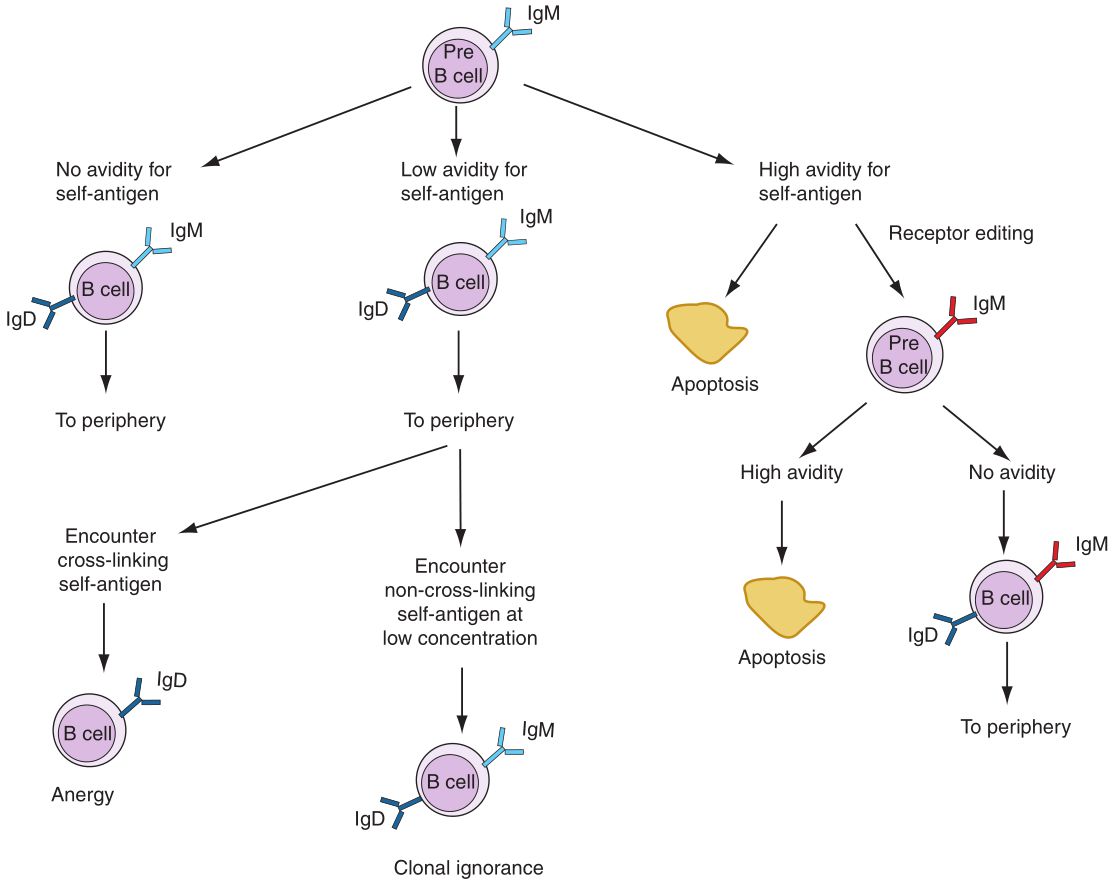 IgM
Pre
B cell
No avidity for
self-antigen
Low avidity for
self-antigen
High avidity for
self-antigen
IgM
B cell
IgD
IgM
B cell
IgD
Receptor editing
IgM
Pre
B cell
Apoptosis
To periphery
To periphery
High avidity
No avidity
Encounter
cross-linking
self-antigen
Encounter
non-cross-linking
self-antigen at
low concentration
IgM
B cell
IgD
Apoptosis
IgD
B cell
Anergy
IgM
B cell
IgD
To periphery
Clonal ignorance